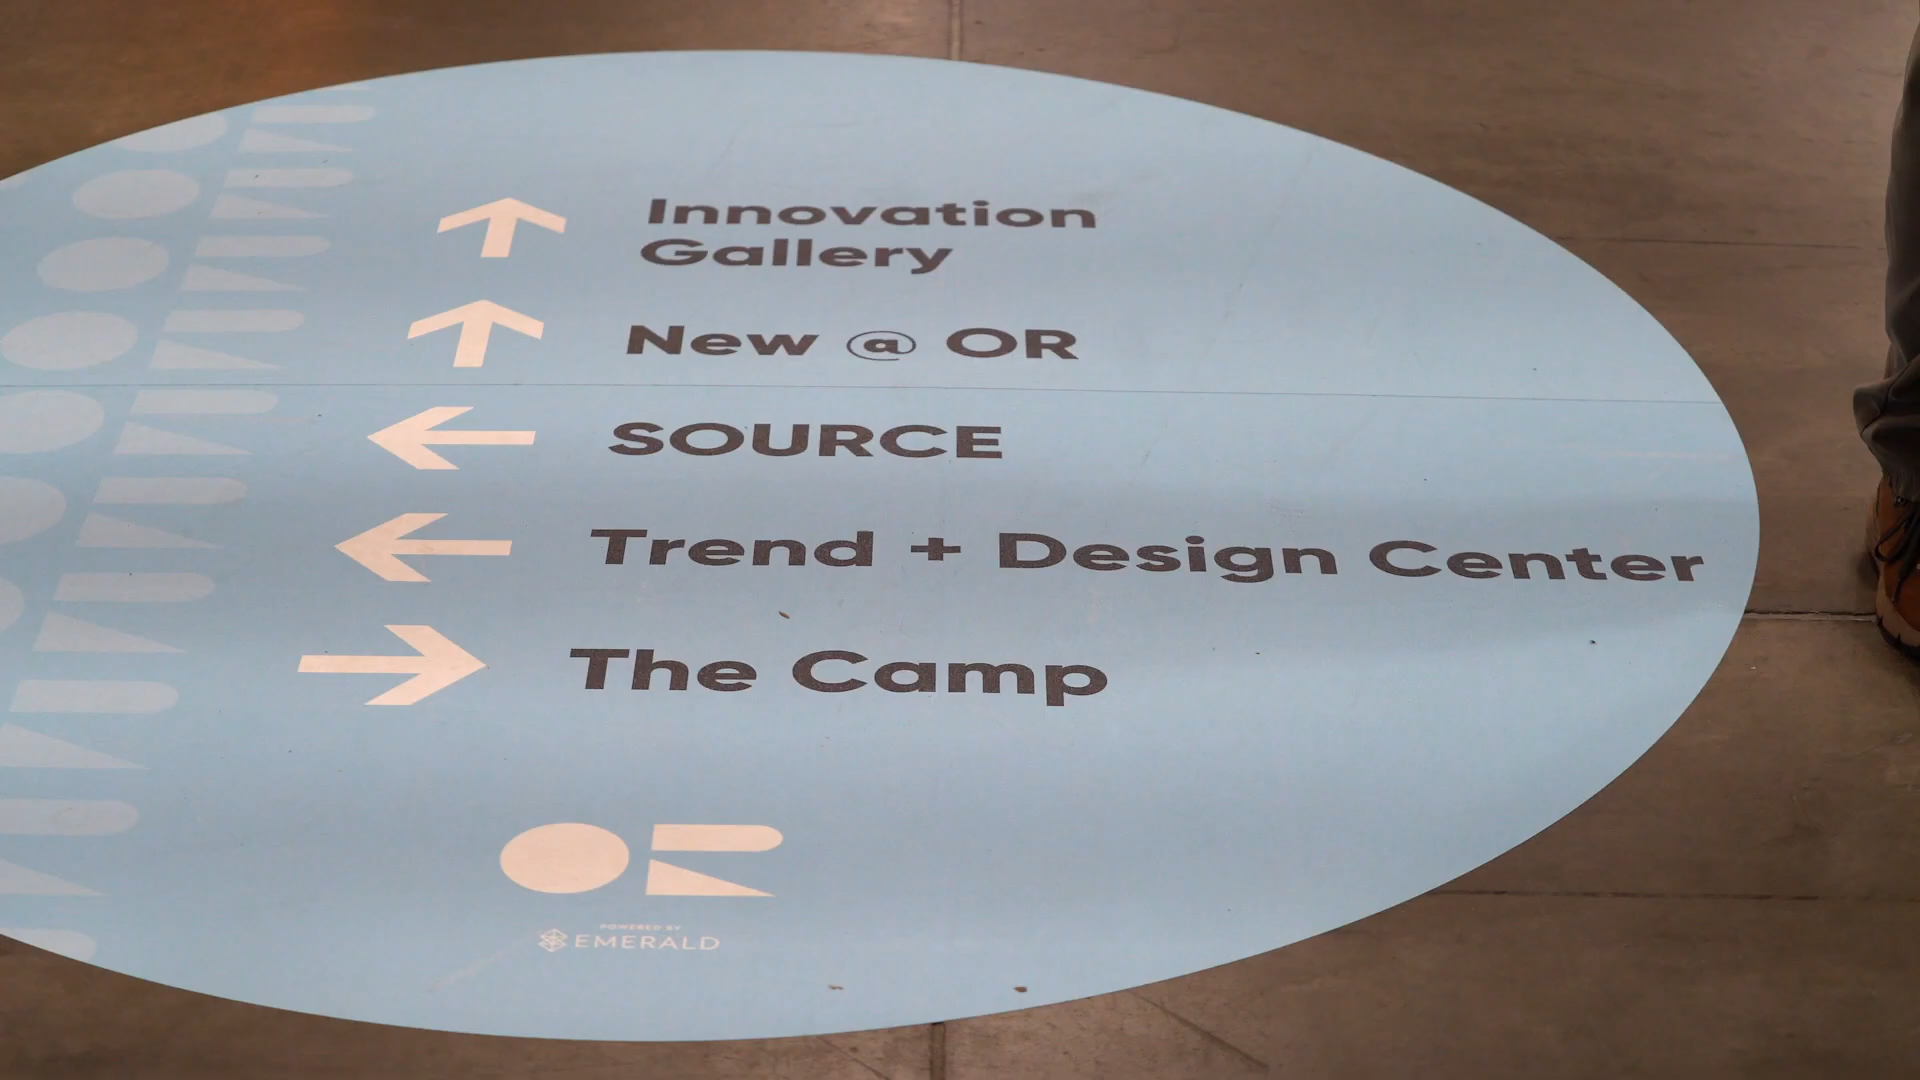 Innovation
Gallery
New @ OR
SOURCE
Trend + Design Center
The Camp
OR
POWERED BY
EMERALD